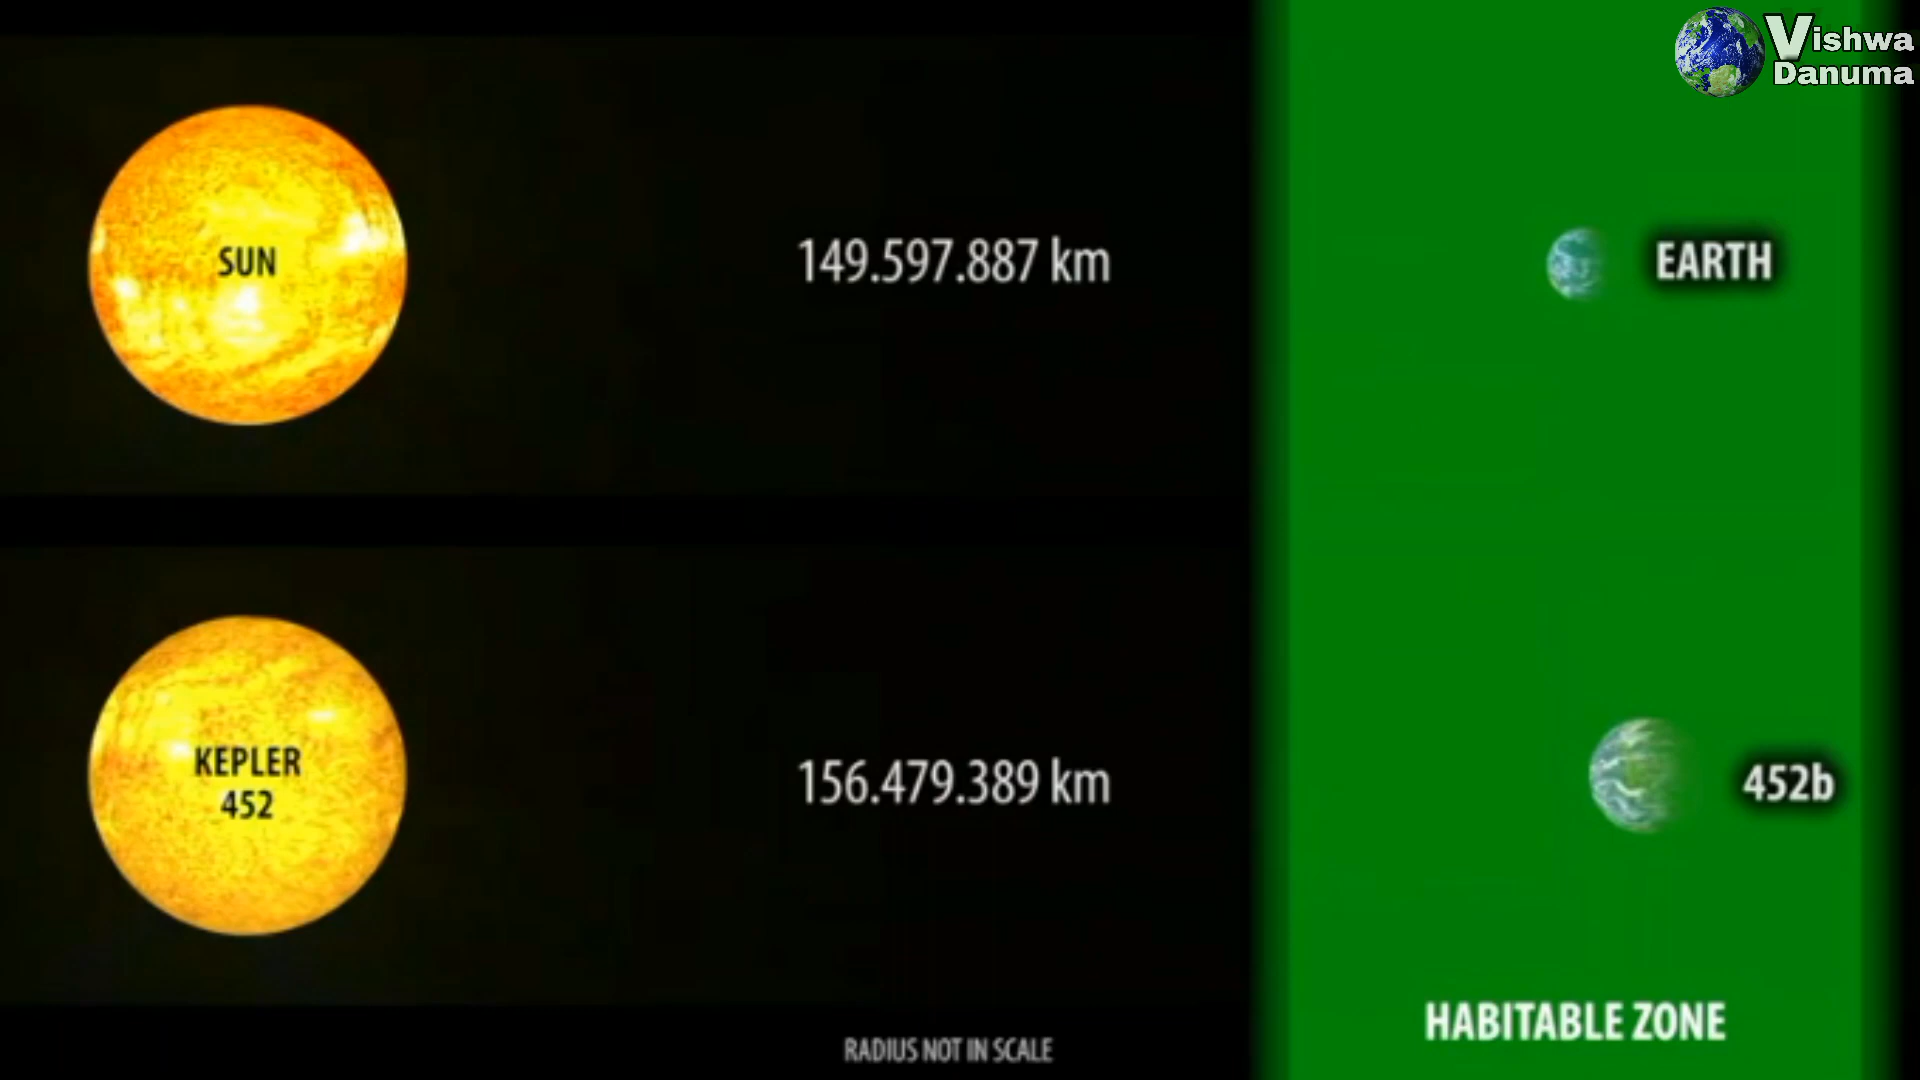 Vishwa
Danuma
SUN
149.597.887 km
EARTH
KEPLER
452
156.479.389 km
452b
HABITABLE ZONE
RADIUS NOT IN SCALE